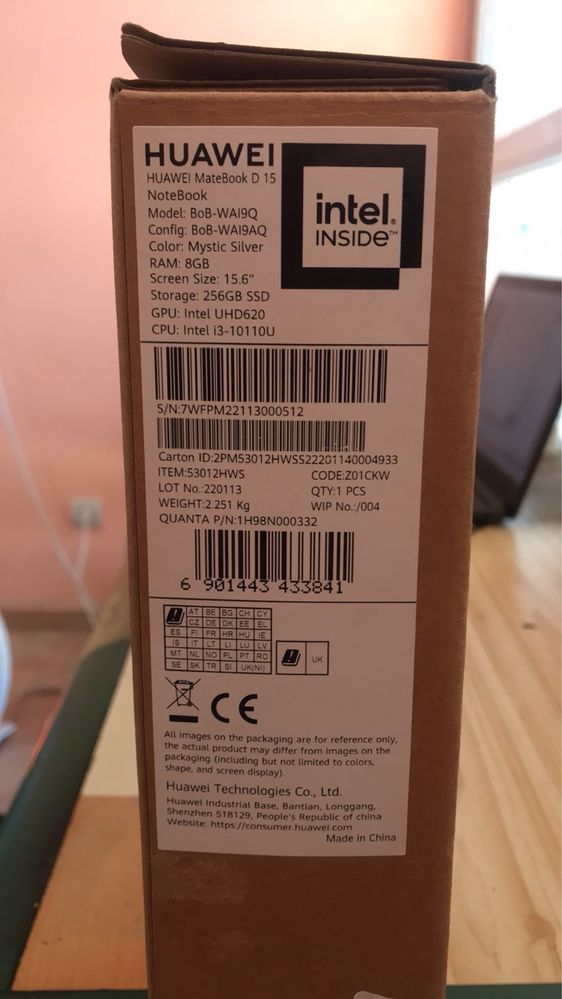 HUAWEI
HUAWEI MateBook D 15
NoteBook
Model: BoB-WAI9Q
Config: BoB-WAI9AQ
Color: Mystic Silver
RAM: 8GB
Screen Size: 15.6"
Storage: 256GB SSD
GPU: Intel UHD620
CPU: Intel i3-10110U
intel®
INSIDE™
S/N:7WFPM22113000512
Carton ID:2PM53012HWSS22201140004933
ITEM:53012HWS CODE:Z01CKW
LOT No.:220113 QTY:1 PCS
WEIGHT:2.251 Kg WIP No.:/004
QUANTA P/N:1H98N000332
6 901443 433841
AT BE BG CH CY
CZ DE DK EE EL
ES FI FR HR HU IE
IS IT LT LI LU LV
MT NL NO PL PT RO
SE SK TR SI UK(NI)
UK
CE
All images on the packaging are for reference only,
the actual product may differ from images on the
packaging (including but not limited to colors,
shape, and screen display).
Huawei Technologies Co., Ltd.
Huawei Industrial Base, Bantian, Longgang,
Shenzhen 518129, People's Republic of china
Website: https://consumer.huawei.com
Made in China